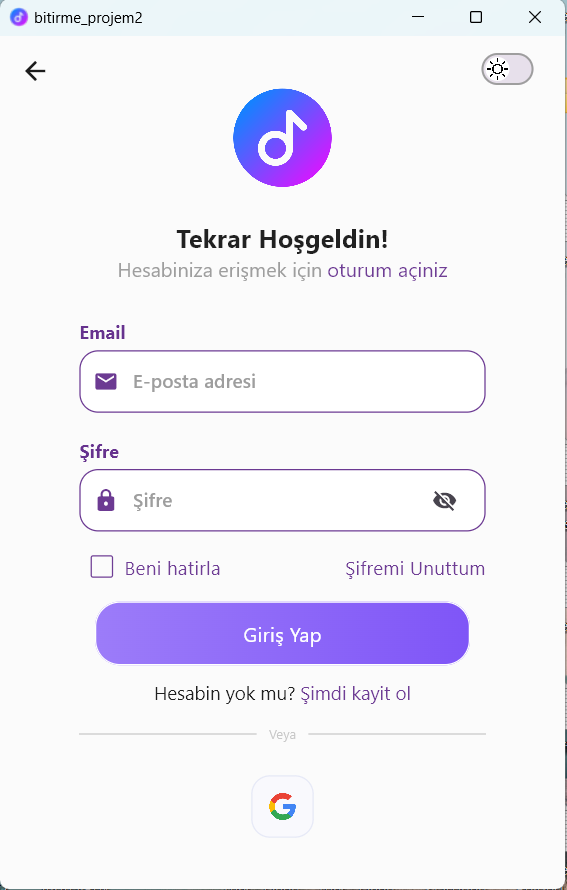 bitirme_projem2
Tekrar Hoşgeldin!
Hesabiniza erişmek için oturum açiniz
Email
E-posta adresi
Şifre
Şifre
Beni hatirla Şifremi Unuttum
Giriş Yap
Hesabin yok mu? Şimdi kayit ol
Veya